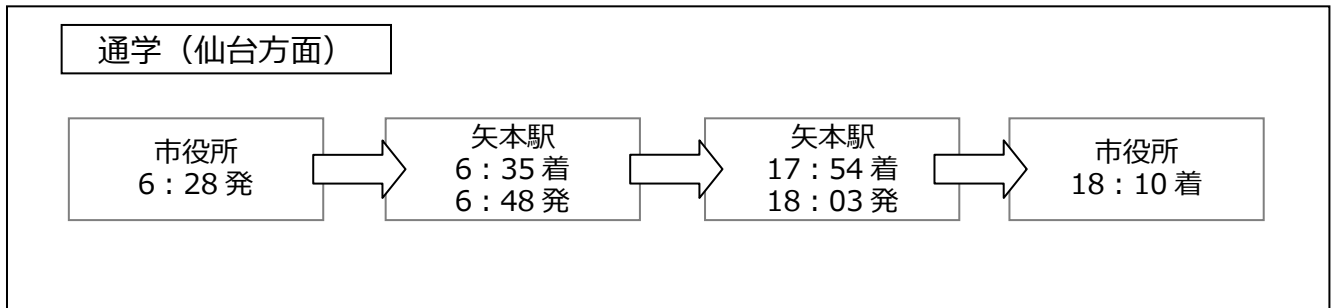 通学（仙台方面）
市役所
6：28 発
矢本駅
6：35 着
6：48 発
矢本駅
17：54 着
18：03 発
市役所
18：10 着